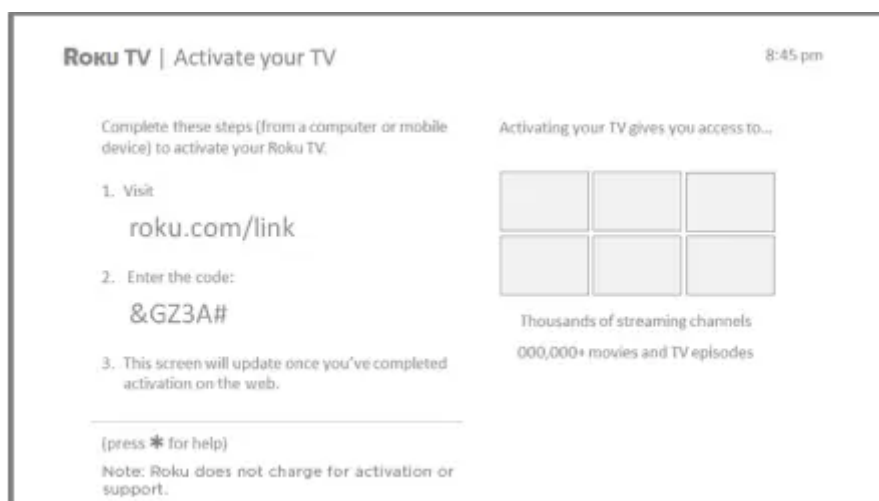 Roku TV | Activate your TV
8:45 pm
Complete these steps (from a computer or mobile
device) to activate your Roku TV.
1. Visit
roku.com/link
2. Enter the code:
&GZ3A#
3. This screen will update once you've completed
activation on the web.
(press ✱ for help)
Note: Roku does not charge for activation or
support.
Activating your TV gives you access to...
Thousands of streaming channels
000,000+ movies and TV episodes